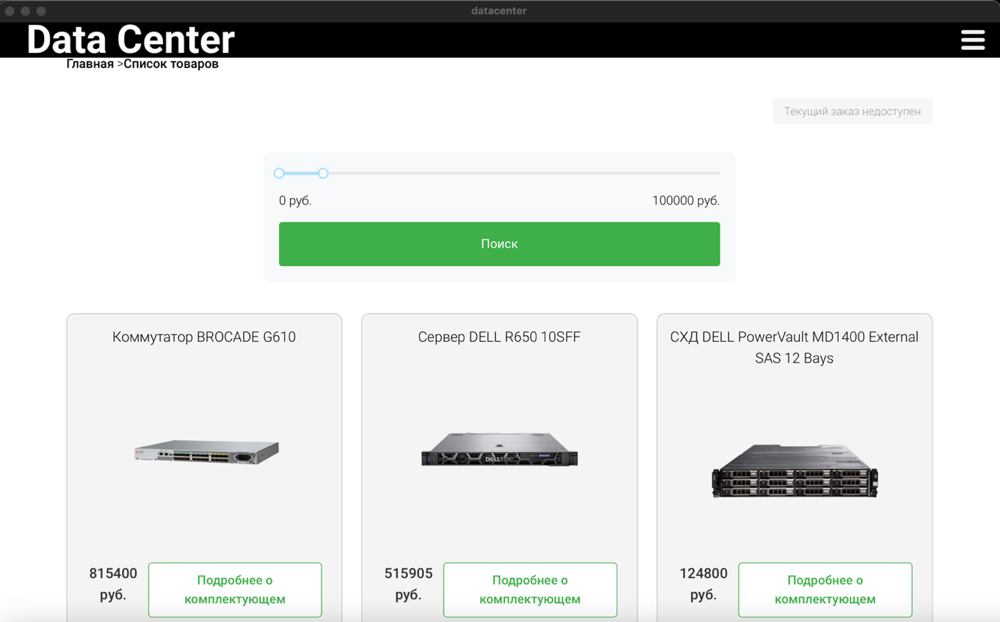 datacenter
Data Center
Главная >Список товаров
Текущий заказ недоступен
0 руб.
100000 руб.
Поиск
Коммутатор BROCADE G610
Сервер DELL R650 10SFF
СХД DELL PowerVault MD1400 External
SAS 12 Bays
DELLEMC
815400
руб.
Подробнее о
комплектующем
515905
руб.
Подробнее о
комплектующем
124800
руб.
Подробнее о
комплектующем